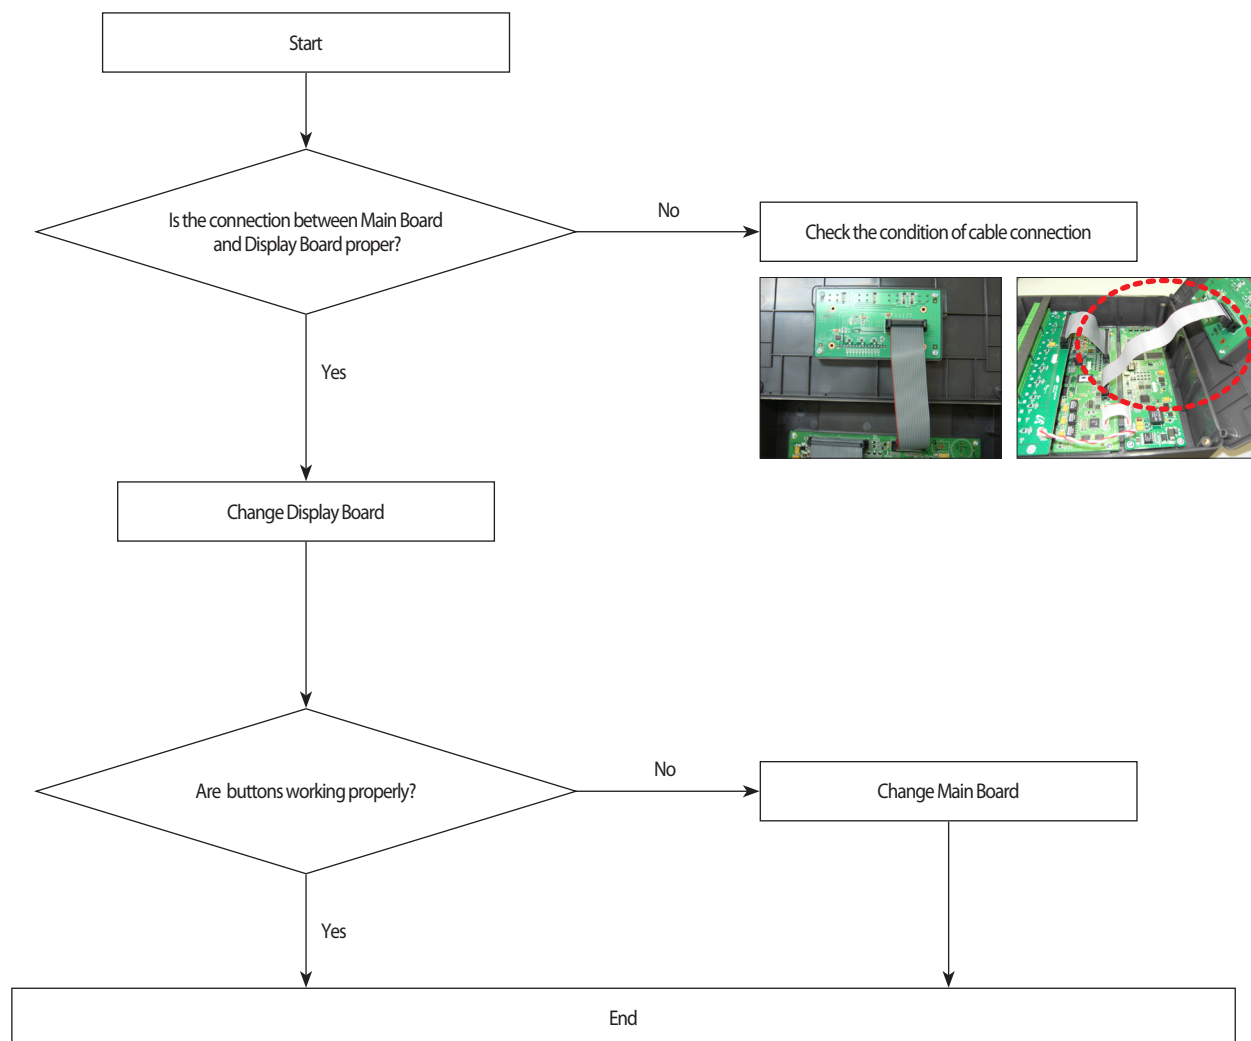 Start
Is the connection between Main Board
and Display Board proper?
No
Check the condition of cable connection
Yes
Change Display Board
Are buttons working properly?
No
Change Main Board
Yes
End